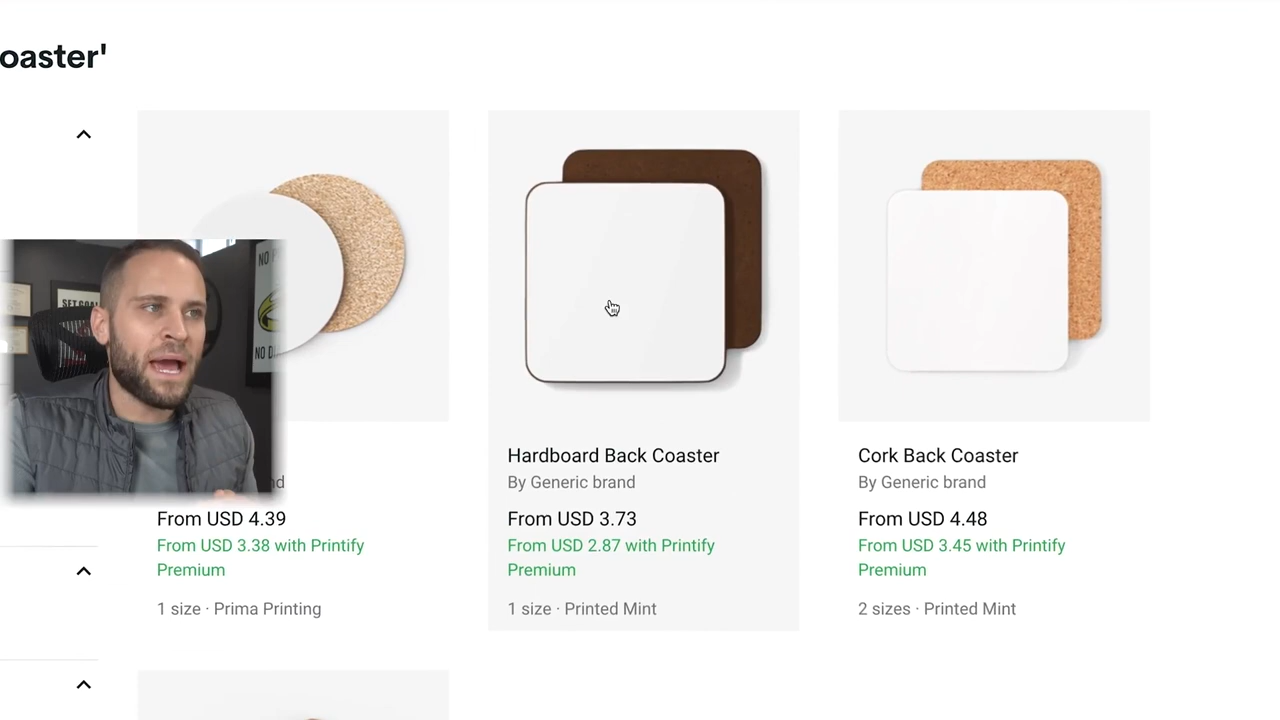 oaster'
Hardboard Back Coaster
Cork Back Coaster
By Generic brand
By Generic brand
From USD 4.39
From USD 3.73
From USD 4.48
From USD 3.38 with Printify
Premium
From USD 2.87 with Printify
Premium
From USD 3.45 with Printify
Premium
1 size · Prima Printing
1 size · Printed Mint
2 sizes · Printed Mint
NO
NO